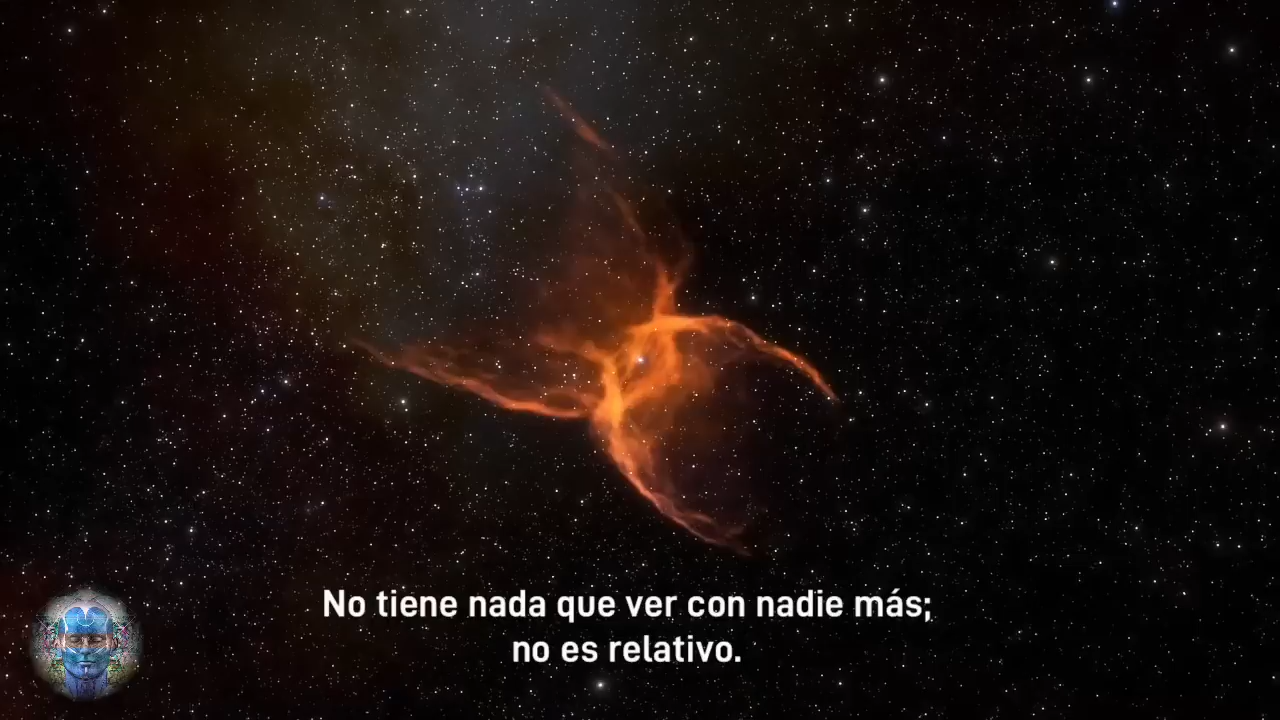 No tiene nada que ver con nadie más;
no es relativo.